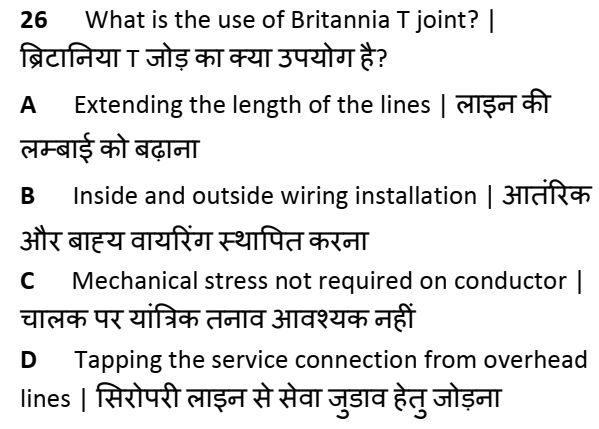 26 What is the use of Britannia T joint? |
ब्रिटानिया T जोड़ का क्या उपयोग है?
A Extending the length of the lines | लाइन की
लम्बाई को बढ़ाना
B Inside and outside wiring installation | आतंरिक
और बाह्य वायरिंग स्थापित करना
C Mechanical stress not required on conductor |
चालक पर यांत्रिक तनाव आवश्यक नहीं
D Tapping the service connection from overhead
lines | सिरोपरी लाइन से सेवा जुडाव हेतु जोड़ना